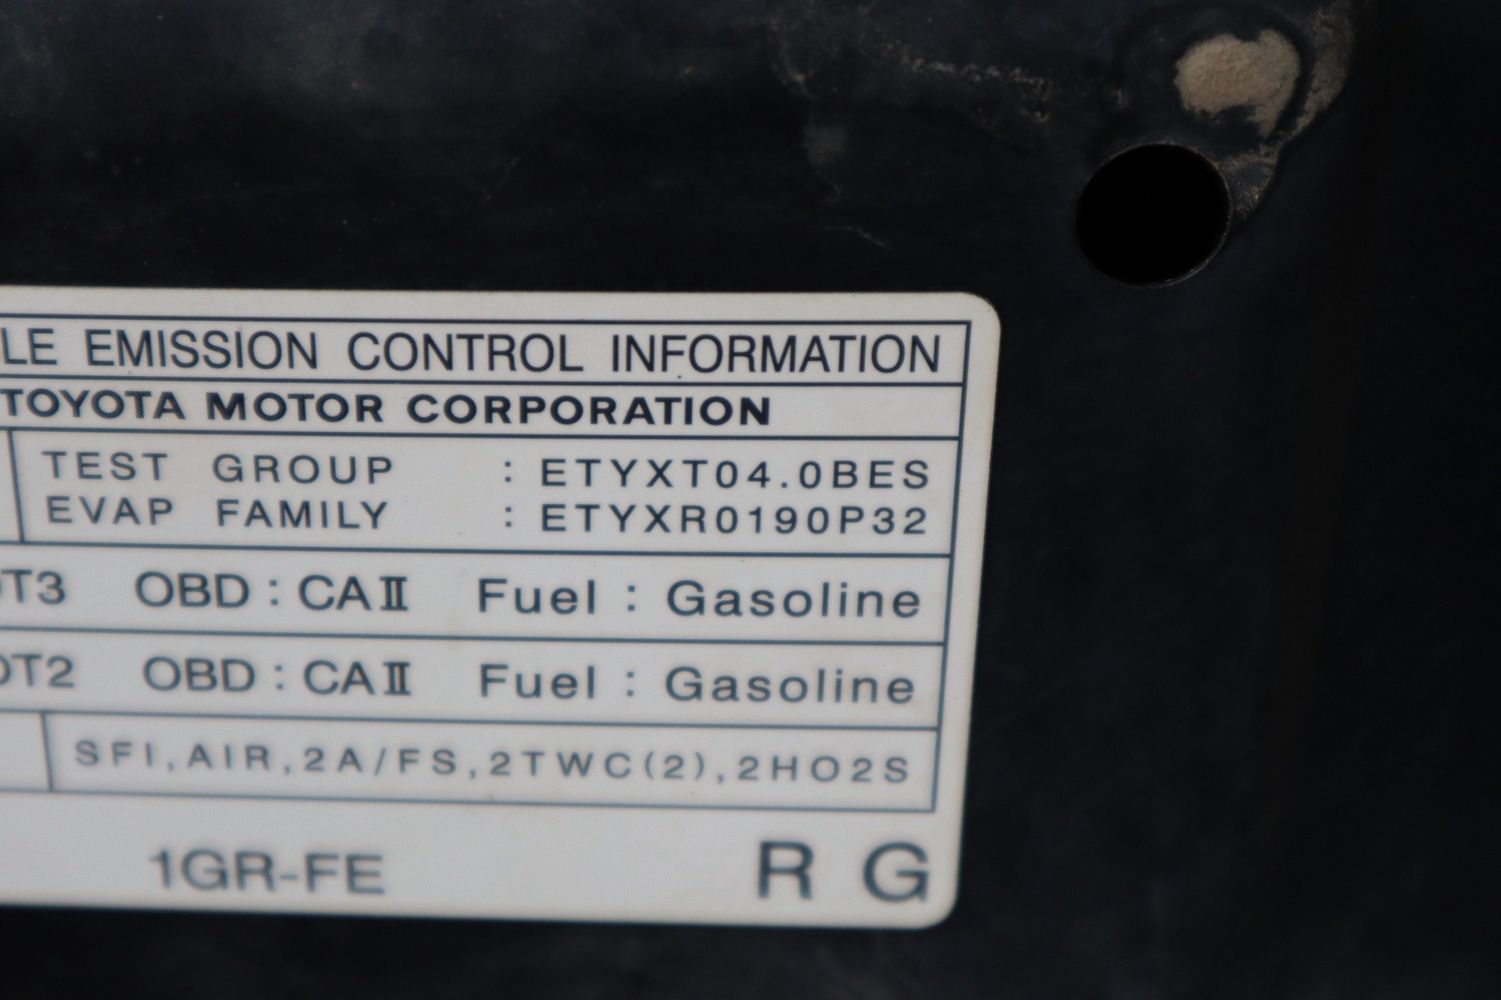 LE EMISSION CONTROL INFORMATION
TOYOTA MOTOR CORPORATION
TEST GROUP : ETYXT04.0BES
EVAP FAMILY : ETYXR0190P32
T3 OBD : CAⅡ Fuel : Gasoline
OT2 OBD : CAⅡ Fuel : Gasoline
SFI,AIR,2A/FS,2TWC(2),2HO2S
1GR-FE R G